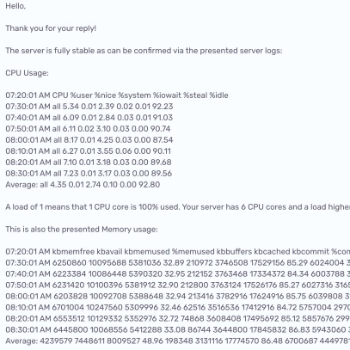 Hello,
Thank you for your reply!
The server is fully stable as can be confirmed via the presented server logs:
CPU Usage:
07:20:01 AM CPU %user %nice %system %iowait %steal %idle
07:30:01 AM all 5.34 0.01 2.39 0.02 0.01 92.23
07:40:01 AM all 6.09 0.01 2.84 0.03 0.01 91.03
07:50:01 AM all 6.11 0.02 3.10 0.03 0.00 90.74
08:00:01 AM all 8.17 0.01 4.25 0.03 0.00 87.54
08:10:01 AM all 6.27 0.01 3.55 0.06 0.00 90.11
08:20:01 AM all 7.10 0.01 3.18 0.03 0.00 89.68
08:30:01 AM all 7.23 0.01 3.17 0.03 0.00 89.56
Average: all 4.35 0.01 2.74 0.10 0.00 92.80
A load of 1 means that 1 CPU core is 100% used. Your server has 6 CPU cores and a load highe
This is also the presented Memory usage:
07:20:01 AM kbmemfree kbavail kbmemused %memused kbbuffers kbcached kbcommit %con
07:30:01 AM 6250860 10095688 5381036 32.89 210972 3746508 17529156 85.29 6024004 3
07:40:01 AM 6223384 10086448 5390320 32.95 212152 3763468 17334372 84.34 6003788 3
07:50:01 AM 6231420 10100396 5381912 32.90 212800 3763124 17526176 85.27 6027316 316
08:00:01 AM 6203828 10092708 5388648 32.94 213416 3782916 17624916 85.75 6039808 3
08:10:01 AM 6701004 10247560 5309996 32.46 62516 3516536 17412916 84.72 5757004 297
08:20:01 AM 6553512 10129332 5352976 32.72 74868 3608408 17495692 85.12 5857676 299
08:30:01 AM 6445800 10068556 5412288 33.08 86744 3644800 17845832 86.83 5943060
Average: 4239579 7448611 8009527 48.96 198348 3131116 17774570 86.48 6700687 444978